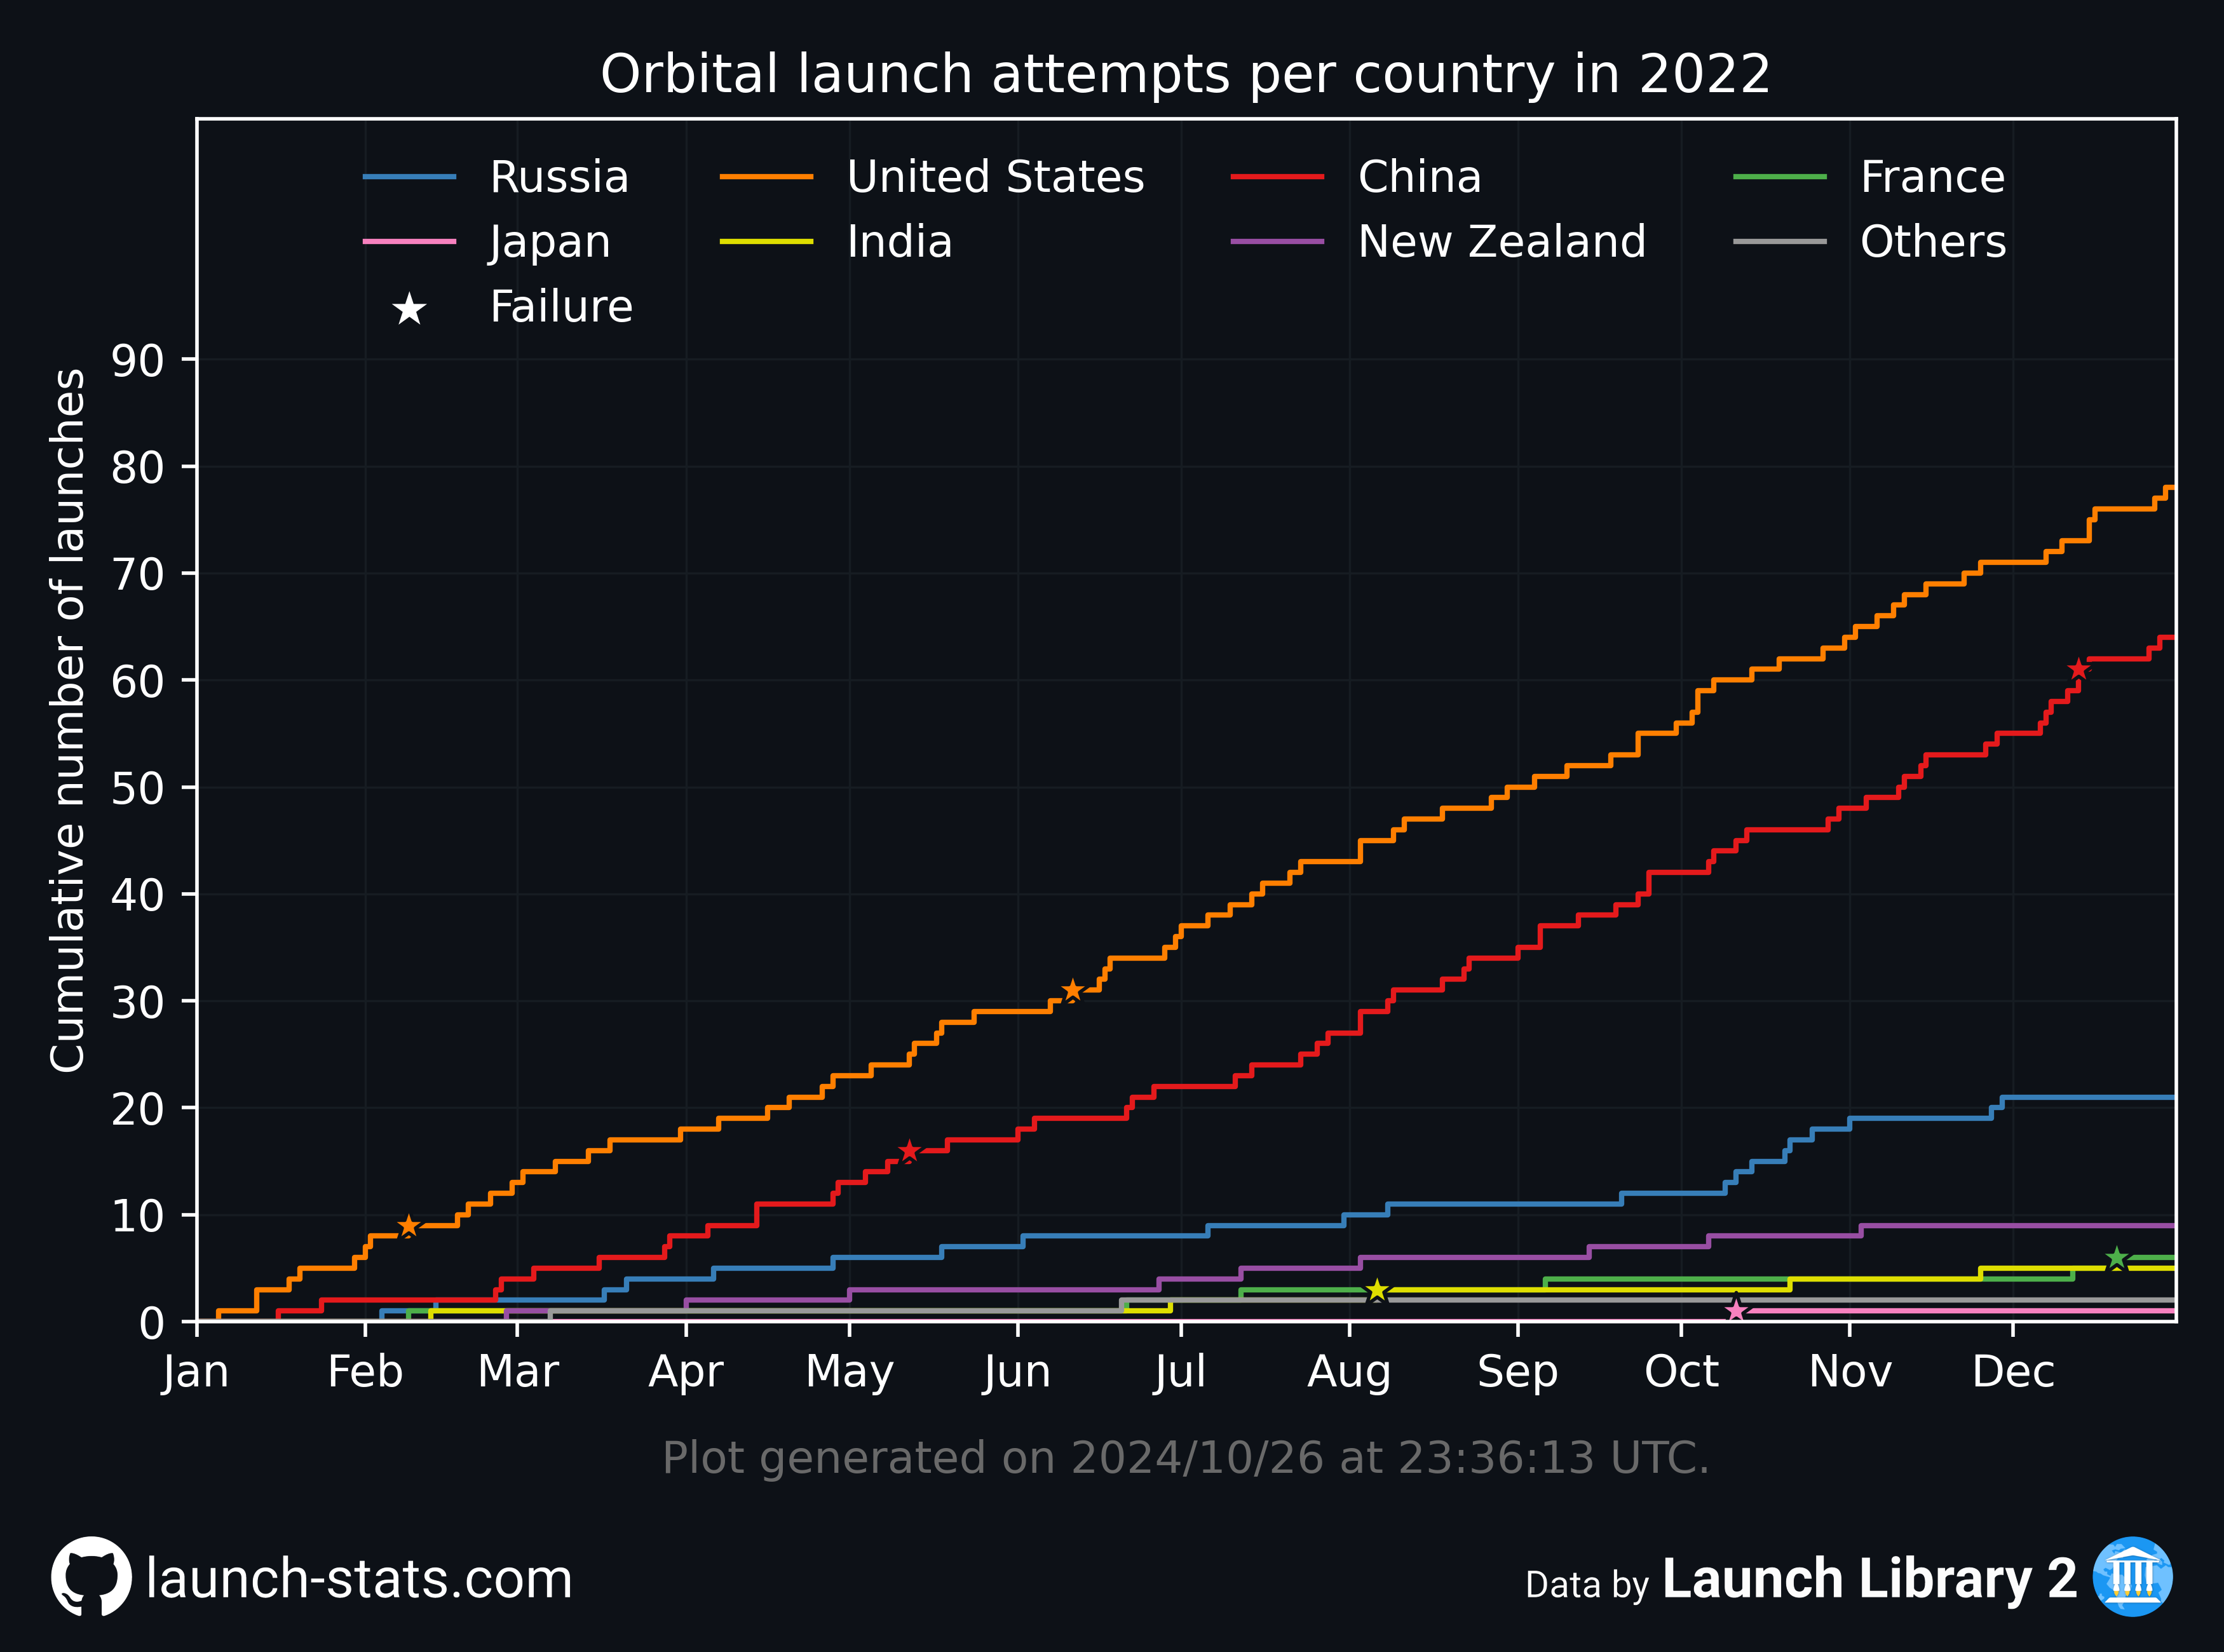 Orbital launch attempts per country in 2022
Russia United States China France
Japan India New Zealand Others
Failure
Cumulative number of launches
90
80
70
60
50
40
30
20
10
0
Jan Feb Mar Apr May Jun Jul Aug Sep Oct Nov Dec
Plot generated on 2024/10/26 at 23:36:13 UTC.
launch-stats.com
Data by Launch Library 2